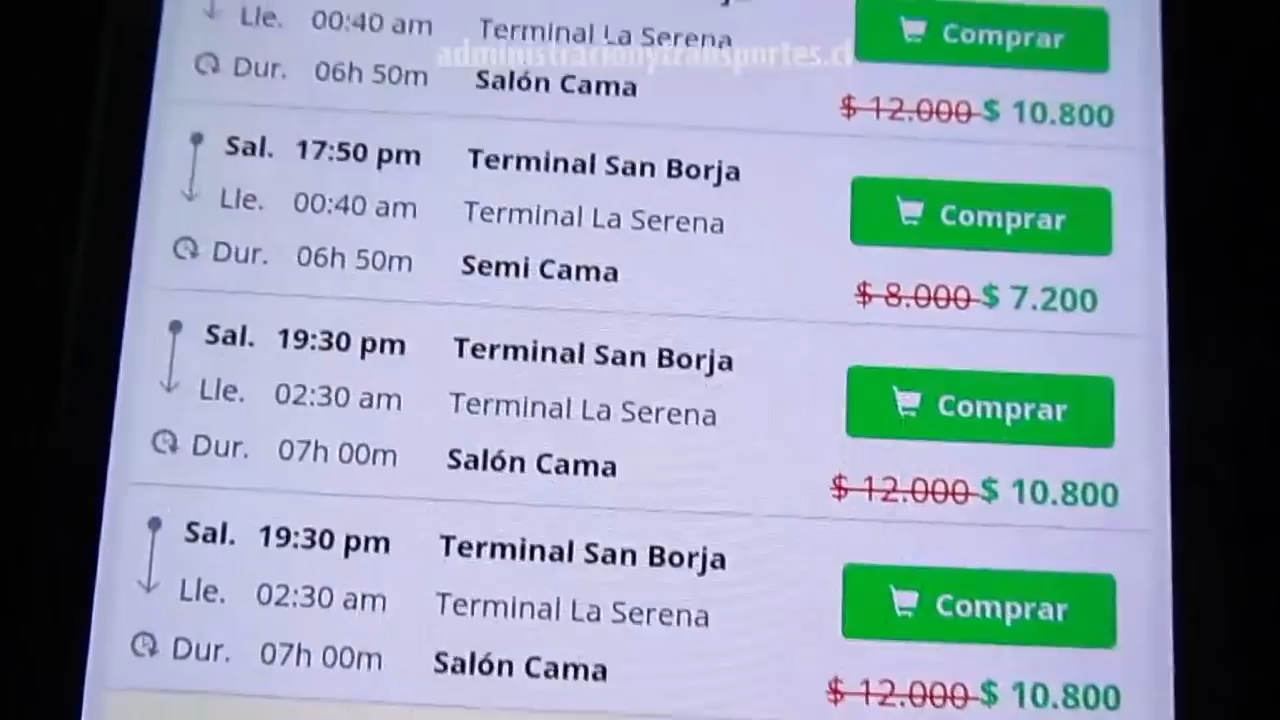 Lle. 00:40 am Terminal La Serena Comprar
administracionytransportes.cl
Dur. 06h 50m Salón Cama $ 12.000 $ 10.800
Sal. 17:50 pm Terminal San Borja
Lle. 00:40 am Terminal La Serena Comprar
Dur. 06h 50m Semi Cama $ 8.000 $ 7.200
Sal. 19:30 pm Terminal San Borja
Lle. 02:30 am Terminal La Serena Comprar
Dur. 07h 00m Salón Cama $ 12.000 $ 10.800
Sal. 19:30 pm Terminal San Borja
Lle. 02:30 am Terminal La Serena Comprar
Dur. 07h 00m Salón Cama $ 12.000 $ 10.800